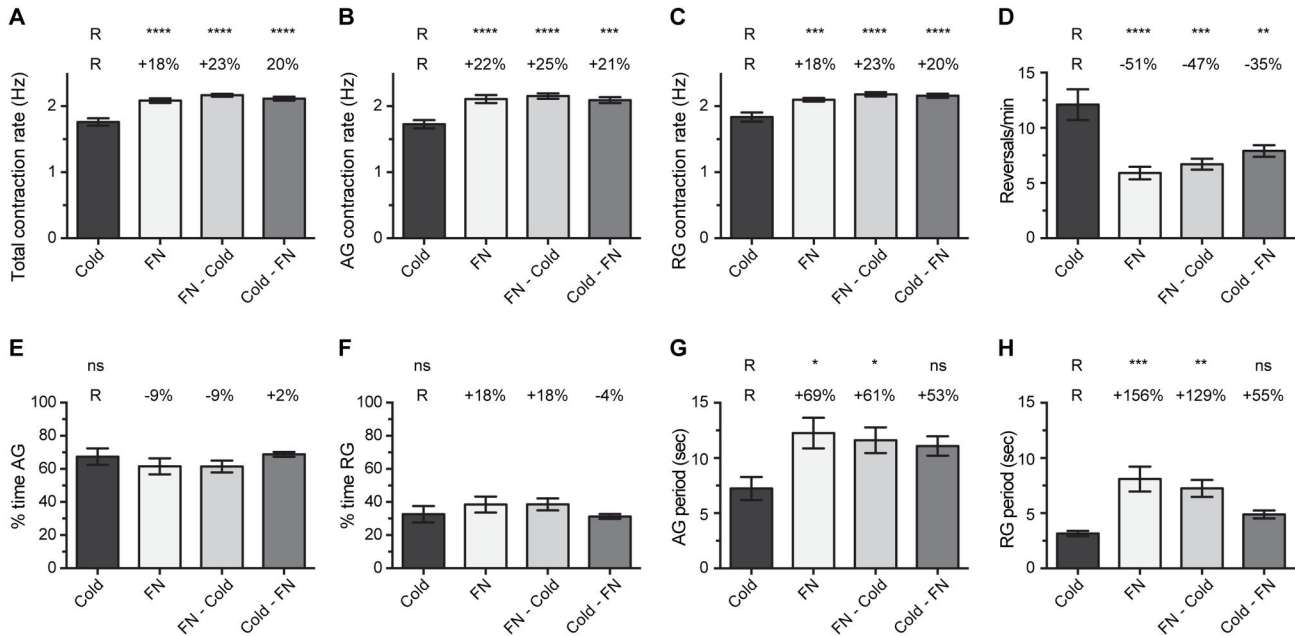 A
R **** **** ****
R +18% +23% 20%
Total contraction rate (Hz)
2
1
0
Cold
FN
FN - Cold
Cold - FN
B
R **** **** ***
R +22% +25% +21%
AG contraction rate (Hz)
2
1
0
Cold
FN
FN - Cold
Cold - FN
C
R *** **** ****
R +18% +23% +20%
RG contraction rate (Hz)
2
1
0
Cold
FN
FN - Cold
Cold - FN
D
R **** *** **
R -51% -47% -35%
Reversals/min
15
10
5
0
Cold
FN
FN - Cold
Cold - FN
E
ns
R -9% -9% +2%
% time AG
100
80
60
40
20
0
Cold
FN
FN - Cold
Cold - FN
F
ns
R +18% +18% -4%
% time RG
100
80
60
40
20
0
Cold
FN
FN - Cold
Cold - FN
G
R * * ns
R +69% +61% +53%
AG period (sec)
15
10
5
0
Cold
FN
FN - Cold
Cold - FN
H
R *** ** ns
R +156% +129% +55%
RG period (sec)
15
10
5
0
Cold
FN
FN - Cold
Cold - FN